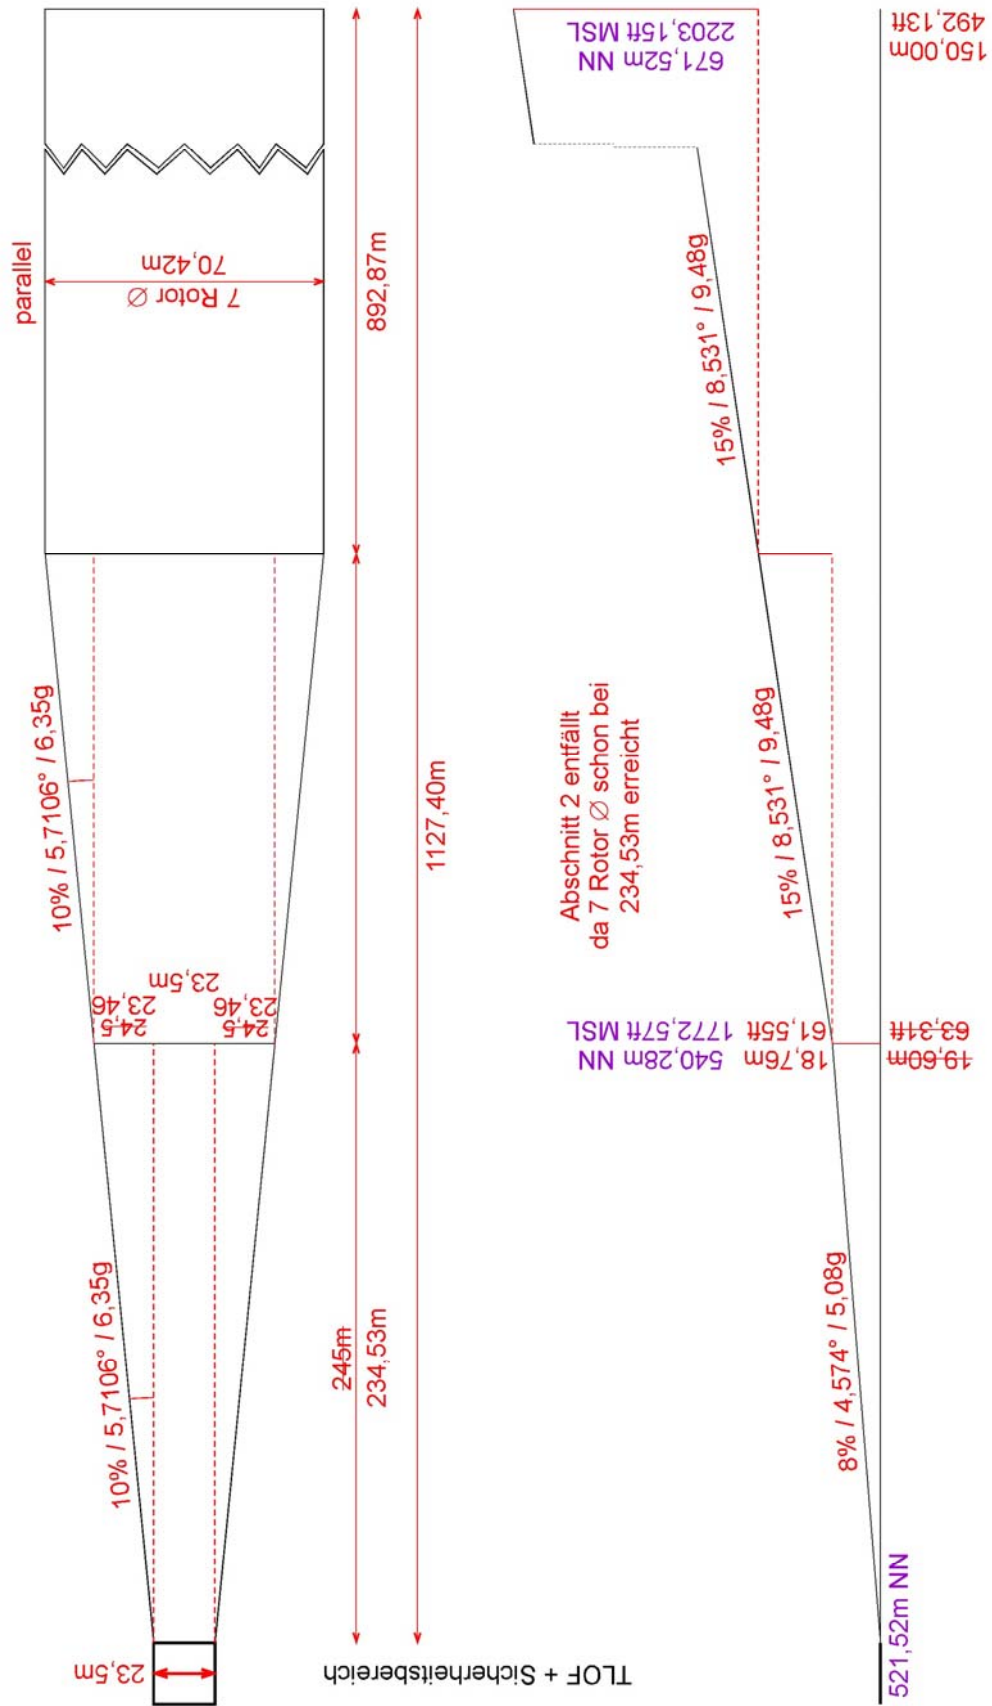 parallel
7 Rotor Ø
70,42m
10% / 5,7106° / 6,35g
10% / 5,7106° / 6,35g
24,5
23,46
23,5m
24,5
23,46
23,5m
892,87m
1127,40m
245m
234,53m
TLOF + Sicherheitsbereich
671,52m NN
2203,15ft MSL
150,00m
492,13ft
15% / 8,531° / 9,48g
15% / 8,531° / 9,48g
Abschnitt 2 entfällt
da 7 Rotor Ø schon bei
234,53m erreicht
540,28m NN
1772,57ft MSL
18,76m
61,55ft
19,60m
63,31ft
8% / 4,574° / 5,08g
521,52m NN